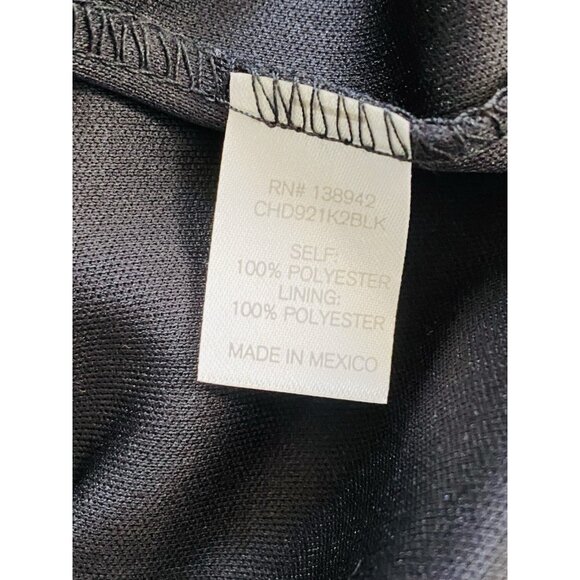 RN# 138942
CHD921K2BLK
SELF:
100% POLYESTER
LINING:
100% POLYESTER
MADE IN MEXICO